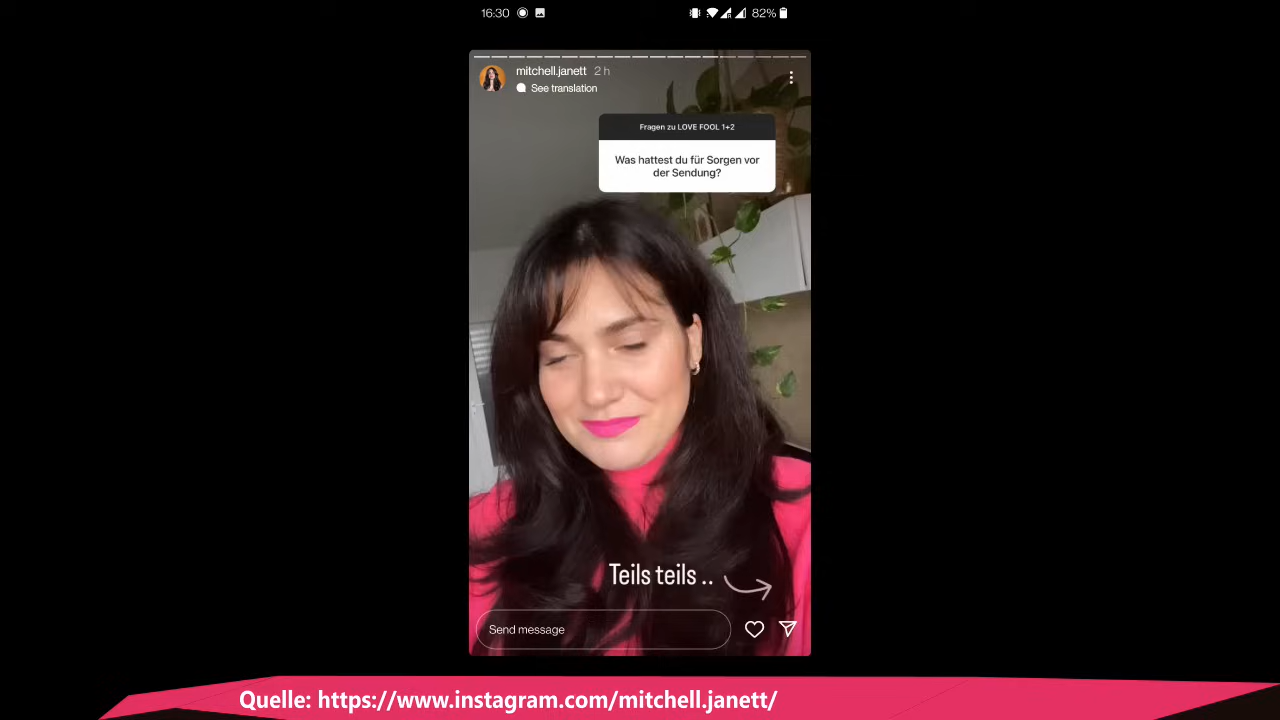 16:30
82%
mitchell.janett 2 h
See translation
Fragen zu LOVE FOOL 1+2
Was hattest du für Sorgen vor
der Sendung?
Teils teils ..
Send message
Quelle: https://www.instagram.com/mitchell.janett/